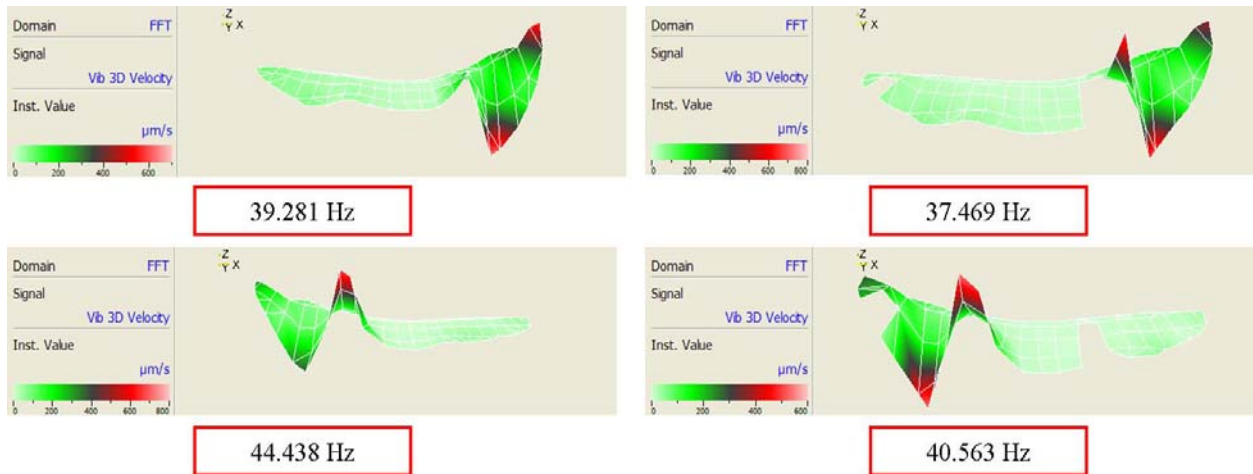 Domain FFT
Signal
Vib 3D Velocity
Inst. Value
µm/s
0 200 400 600
Z
Y X
39.281 Hz
Domain FFT
Signal
Vib 3D Velocity
Inst. Value
µm/s
0 200 400 600 800
Z
Y X
37.469 Hz
Domain FFT
Signal
Vib 3D Velocity
Inst. Value
µm/s
0 200 400 600 800
Z
Y X
44.438 Hz
Domain FFT
Signal
Vib 3D Velocity
Inst. Value
µm/s
0 200 400 600
Z
Y X
40.563 Hz